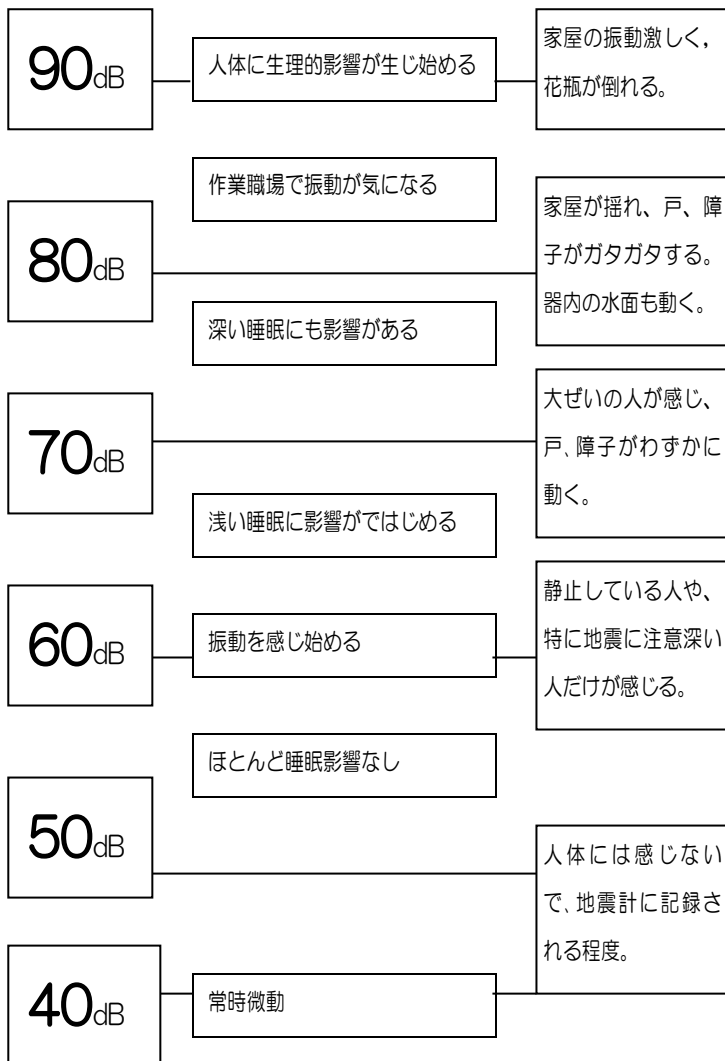 90dB
人体に生理的影響が生じ始める
家屋の振動激しく，
花瓶が倒れる。
作業職場で振動が気になる
80dB
家屋が揺れ、戸、障
子がガタガタする。
器内の水面も動く。
深い睡眠にも影響がある
70dB
大ぜいの人が感じ、
戸、障子がわずかに
動く。
浅い睡眠に影響がではじめる
60dB
振動を感じ始める
静止している人や、
特に地震に注意深い
人だけが感じる。
ほとんど睡眠影響なし
50dB
人体には感じない
で、地震計に記録さ
れる程度。
40dB
常時微動